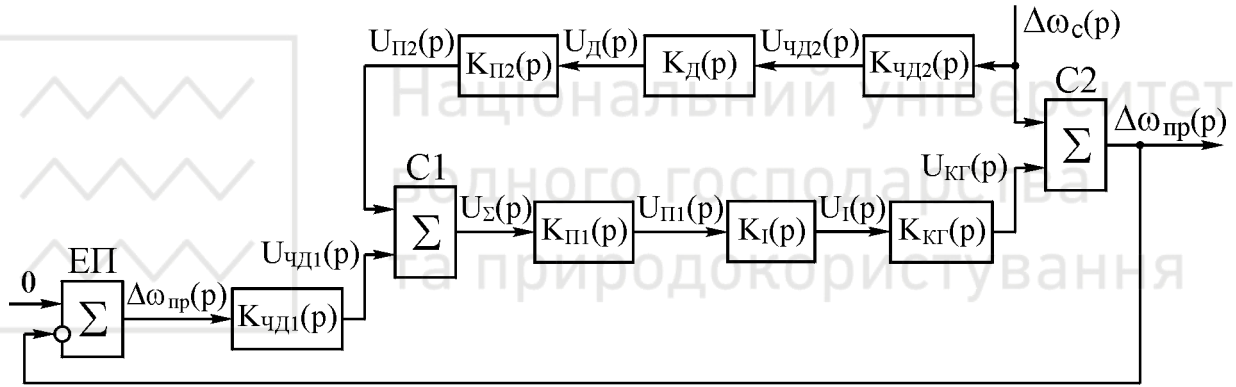 Δω_с(p)
U_П2(p) U_Д(p) U_ЧД2(p)
K_П2(p) K_Д(p) K_ЧД2(p)
Національний університет
C2
Δω_пр(p)
Σ
U_КГ(p)
водного господарства
C1
Σ
U_Σ(p) U_П1(p) U_I(p)
K_П1(p) K_I(p) K_КГ(p)
U_ЧД1(p)
та природокористування
ЕП
0
Σ
Δω_пр(p)
K_ЧД1(p)